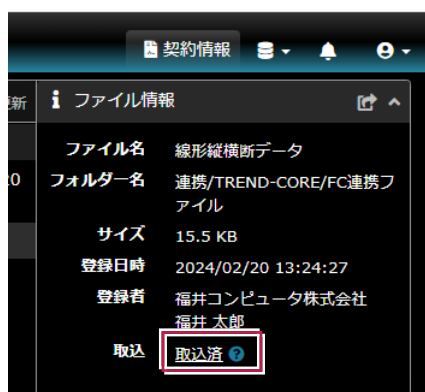 契約情報
更新
ファイル情報
ファイル名 線形縦横断データ
:0
フォルダー名 連携/TREND-CORE/FC連携フ
ァイル
サイズ 15.5 KB
登録日時 2024/02/20 13:24:27
登録者 福井コンピュータ株式会社
福井 太郎
取込 取込済 ?